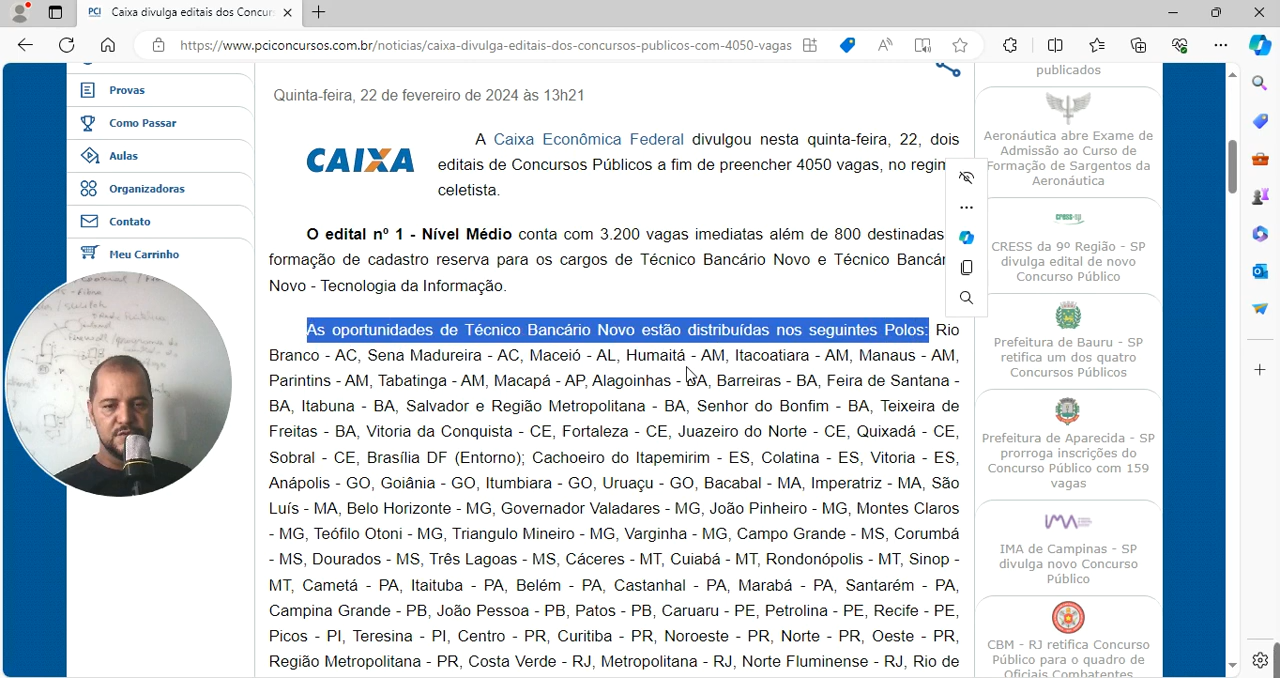 PCI Caixa divulga editais dos Concur
https://www.pciconcursos.com.br/noticias/caixa-divulga-editais-dos-concursos-publicos-com-4050-vagas
Provas
Como Passar
Aulas
Organizadoras
Contato
Meu Carrinho
Quinta-feira, 22 de fevereiro de 2024 às 13h21
CAIXA
A Caixa Econômica Federal divulgou nesta quinta-feira, 22, dois
editais de Concursos Públicos a fim de preencher 4050 vagas, no regim
celetista.
O edital nº 1 - Nível Médio conta com 3.200 vagas imediatas além de 800 destinadas
formação de cadastro reserva para os cargos de Técnico Bancário Novo e Técnico Bancár
Novo - Tecnologia da Informação.
As oportunidades de Técnico Bancário Novo estão distribuídas nos seguintes Polos: Rio
Branco - AC, Sena Madureira - AC, Maceió - AL, Humaitá - AM, Itacoatiara - AM, Manaus - AM,
Parintins - AM, Tabatinga - AM, Macapá - AP, Alagoinhas - BA, Barreiras - BA, Feira de Santana -
BA, Itabuna - BA, Salvador e Região Metropolitana - BA, Senhor do Bonfim - BA, Teixeira de
Freitas - BA, Vitoria da Conquista - CE, Fortaleza - CE, Juazeiro do Norte - CE, Quixadá - CE,
Sobral - CE, Brasília DF (Entorno); Cachoeiro do Itapemirim - ES, Colatina - ES, Vitoria - ES,
Anápolis - GO, Goiânia - GO, Itumbiara - GO, Uruaçu - GO, Bacabal - MA, Imperatriz - MA, São
Luís - MA, Belo Horizonte - MG, Governador Valadares - MG, João Pinheiro - MG, Montes Claros
- MG, Teófilo Otoni - MG, Triangulo Mineiro - MG, Varginha - MG, Campo Grande - MS, Corumbá
- MS, Dourados - MS, Três Lagoas - MS, Cáceres - MT, Cuiabá - MT, Rondonópolis - MT, Sinop -
MT, Cametá - PA, Itaituba - PA, Belém - PA, Castanhal - PA, Marabá - PA, Santarém - PA,
Campina Grande - PB, João Pessoa - PB, Patos - PB, Caruaru - PE, Petrolina - PE, Recife - PE,
Picos - PI, Teresina - PI, Centro - PR, Curitiba - PR, Noroeste - PR, Norte - PR, Oeste - PR,
Região Metropolitana - PR, Costa Verde - RJ, Metropolitana - RJ, Norte Fluminense - RJ, Rio de
publicados
Aeronáutica abre Exame de
Admissão ao Curso de
Formação de Sargentos da
Aeronáutica
CRESS da 9º Região - SP
divulga edital de novo
Concurso Público
Prefeitura de Bauru - SP
retifica um dos quatro
Concursos Públicos
Prefeitura de Aparecida - SP
prorroga inscrições do
Concurso Público com 159
vagas
IMA
IMA de Campinas - SP
divulga novo Concurso
Público
CBM - RJ retifica Concurso
Público para o quadro de
Oficiais Combatentes